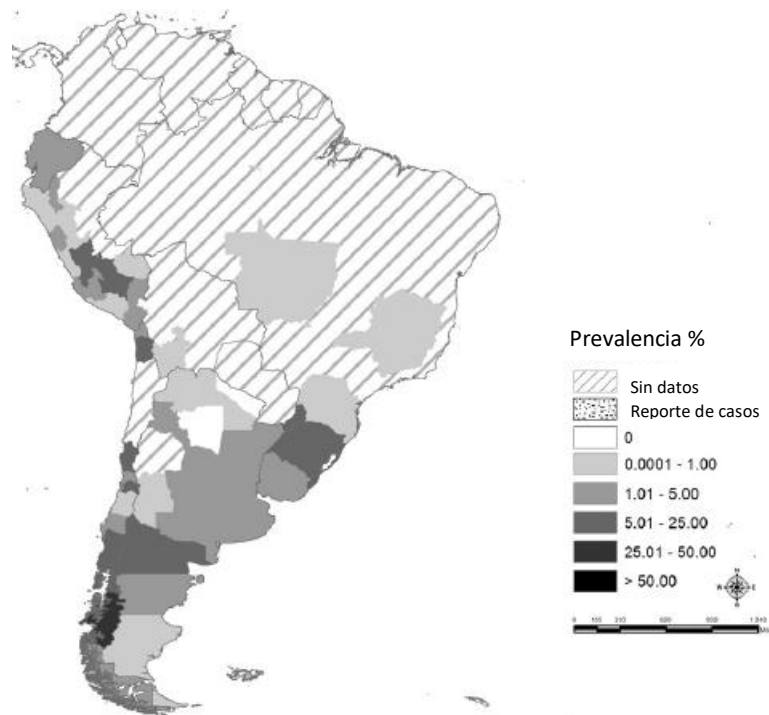 Prevalencia %
Sin datos
Reporte de casos
0
0.0001 - 1.00
1.01 - 5.00
5.01 - 25.00
25.01 - 50.00
> 50.00
N
W E
S